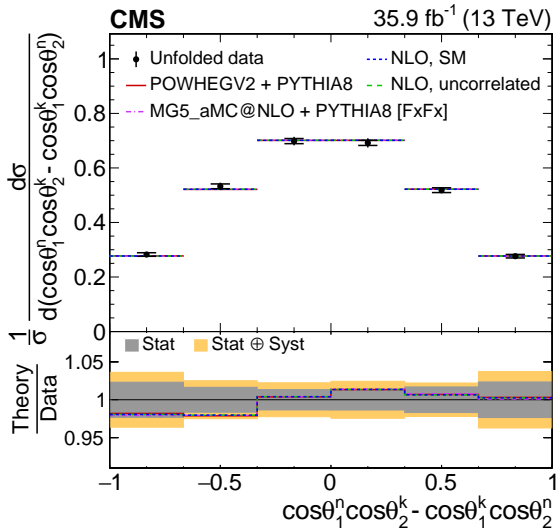 CMS 35.9 fb⁻¹ (13 TeV)
Unfolded data
POWHEGV2 + PYTHIA8
MG5_aMC@NLO + PYTHIA8 [FxFx]
NLO, SM
NLO, uncorrelated
1/σ dσ/d(cosθ₁ⁿcosθ₂ᵏ - cosθ₁ᵏcosθ₂ⁿ)
1
0.8
0.6
0.4
0.2
0
Stat
Stat ⊕ Syst
Theory/Data
1.05
1
0.95
−1 −0.5 0 0.5 1
cosθ₁ⁿcosθ₂ᵏ - cosθ₁ᵏcosθ₂ⁿ